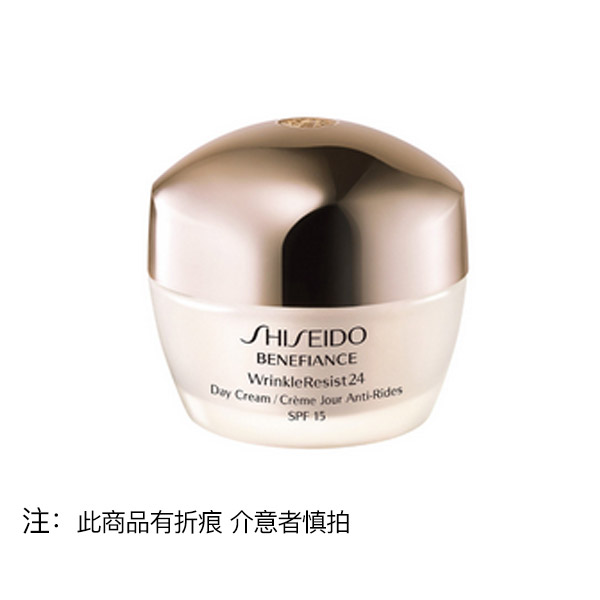 SHISEIDO
BENEFIANCE
WrinkleResist24
Day Cream / Crème Jour Anti-Rides
SPF 15
注： 此商品有折痕 介意者慎拍